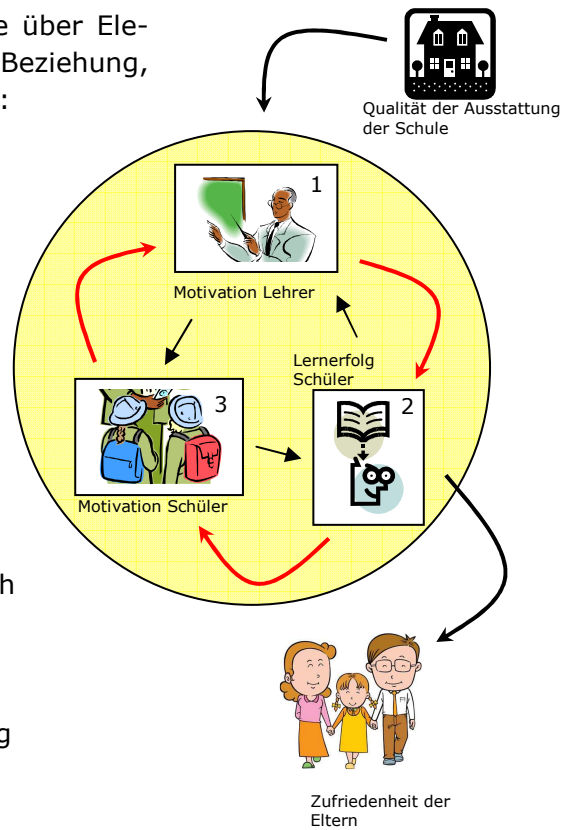 e über Ele-
Beziehung,
:
Qualität der Ausstattung
der Schule
1
Motivation Lehrer
Lernerfolg
Schüler
2
3
Motivation Schüler
h
g
Zufriedenheit der
Eltern